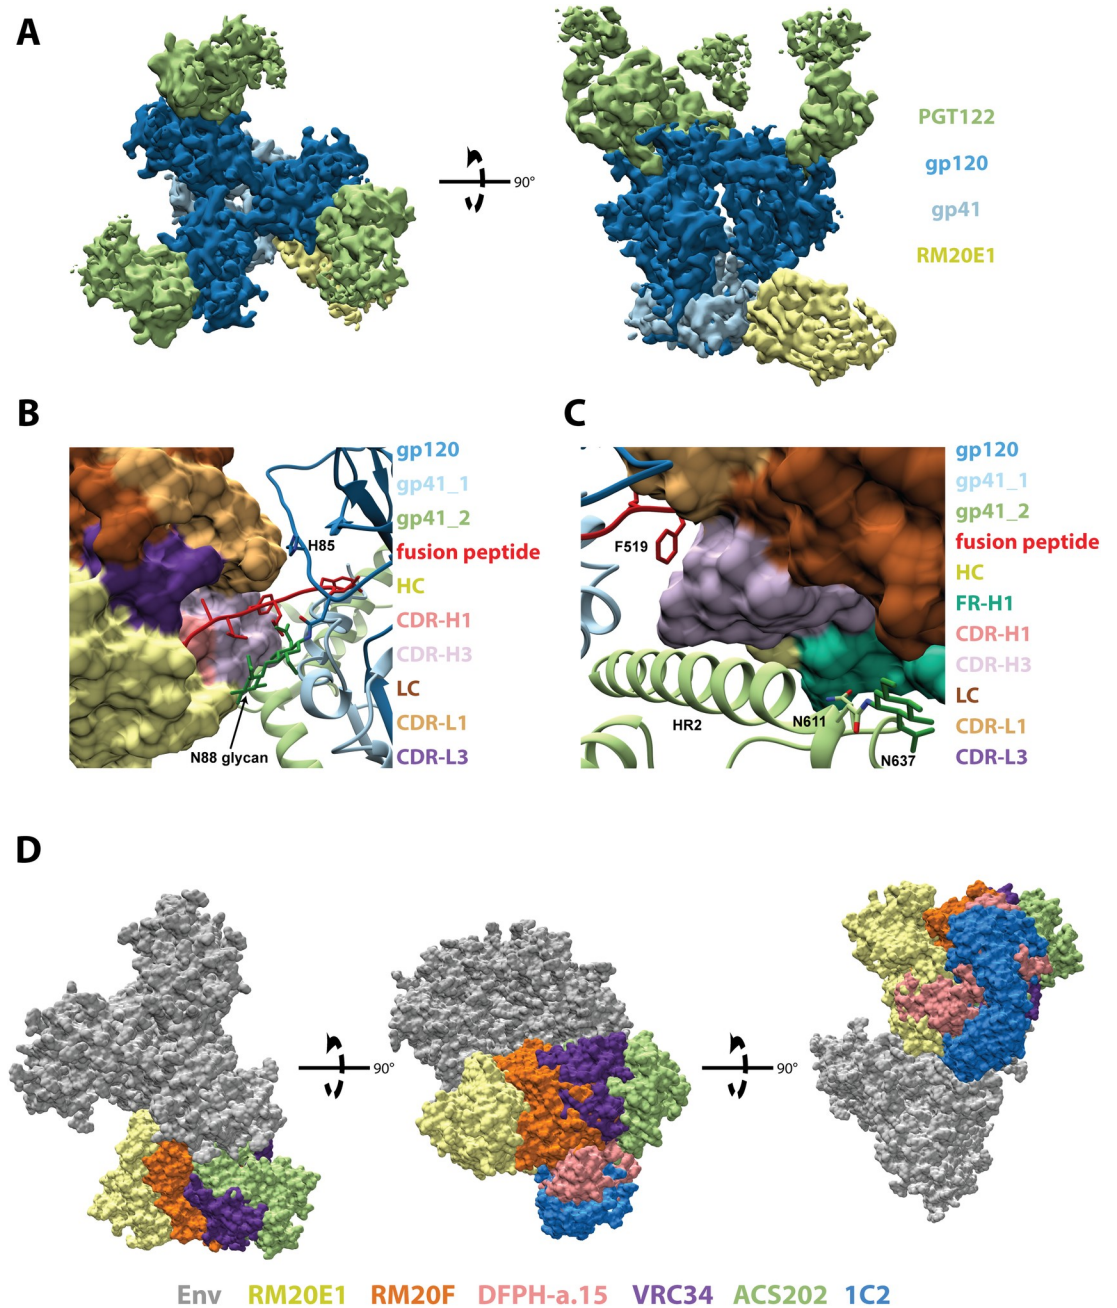 A
90°
PGT122
gp120
gp41
RM20E1
B
H85
N88 glycan
gp120
gp41_1
gp41_2
fusion peptide
HC
CDR-H1
CDR-H3
LC
CDR-L1
CDR-L3
C
F519
HR2
N611
N637
gp120
gp41_1
gp41_2
fusion peptide
HC
FR-H1
CDR-H1
CDR-H3
LC
CDR-L1
CDR-L3
D
90°
90°
Env RM20E1 RM20F DFPH-a.15 VRC34 ACS202 1C2